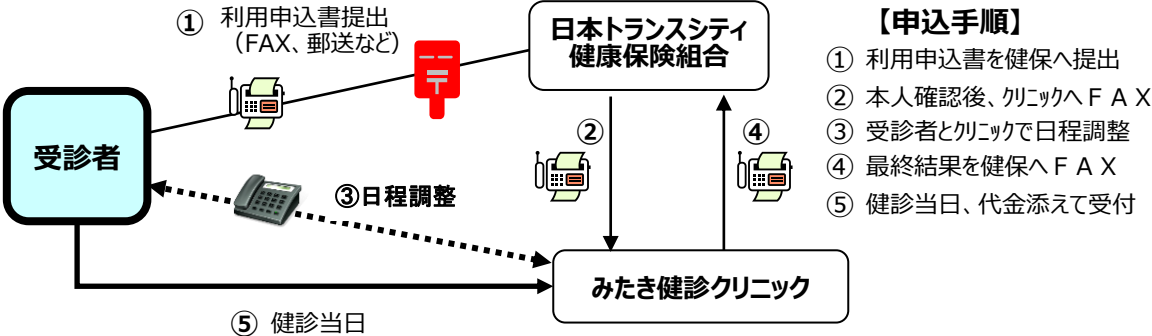 ① 利用申込書提出
（FAX、郵送など）
日本トランスシティ
健康保険組合
受診者
②
④
③日程調整
みたき健診クリニック
⑤ 健診当日
【申込手順】
① 利用申込書を健保へ提出
② 本人確認後、ｸﾘﾆｯｸへＦＡＸ
③ 受診者とｸﾘﾆｯｸで日程調整
④ 最終結果を健保へＦＡＸ
⑤ 健診当日、代金添えて受付